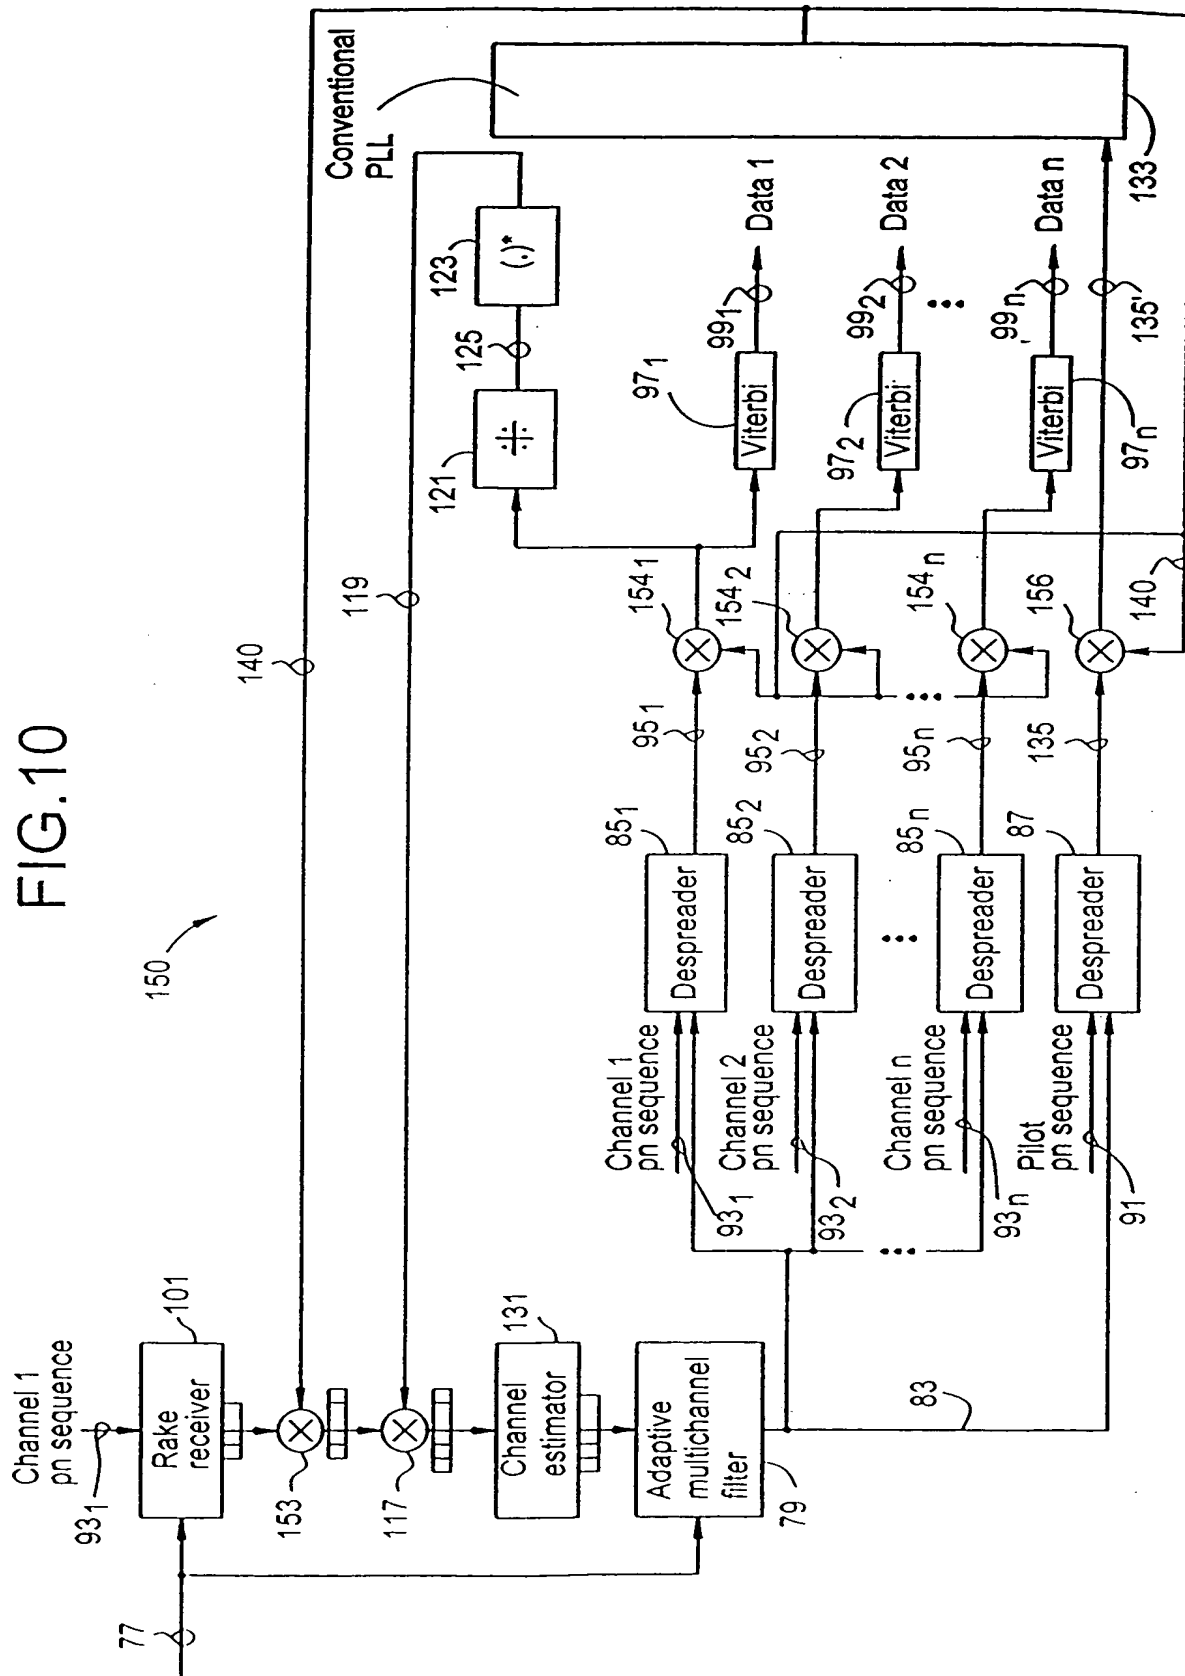 FIG.10
150
140
119
Conventional
PLL
133
Channel 1
pn sequence
93₁
101
Rake
receiver
77
153
117
131
Channel
estimator
Adaptive
multichannel
filter
79
83
121
125
123
(.)*
Channel 1
pn sequence
93₁
Despreader
85₁
95₁
154₁
97₁
Viterbi
99₁
Data 1
Channel 2
pn sequence
93₂
Despreader
85₂
95₂
154₂
97₂
Viterbi
99₂
Data 2
Channel n
pn sequence
93n
Despreader
85n
95n
154n
Viterbi
97n
99n
Data n
Pilot
pn sequence
91
Despreader
87
135
156
140
135'